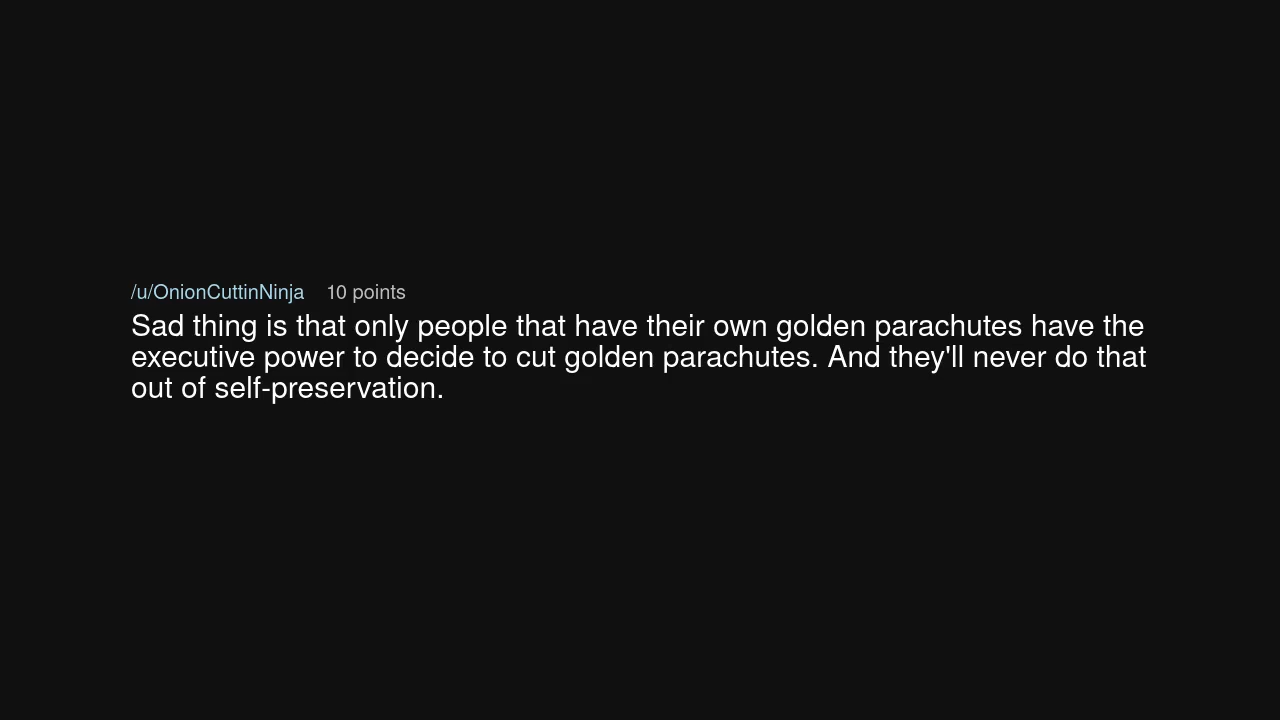 /u/OnionCuttinNinja 10 points
Sad thing is that only people that have their own golden parachutes have the
executive power to decide to cut golden parachutes. And they'll never do that
out of self-preservation.